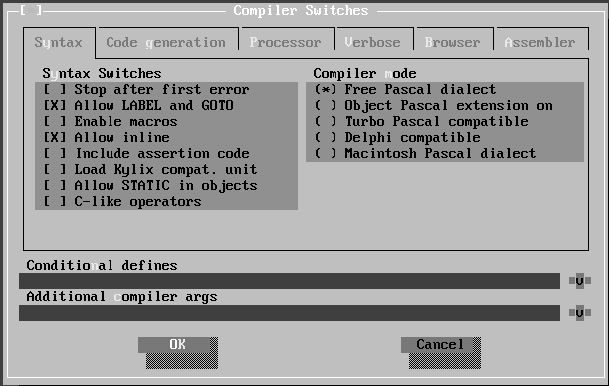 [ ] Compiler Switches
Syntax Code generation Processor Verbose Browser Assembler
Syntax Switches Compiler mode
[ ] Stop after first error (*) Free Pascal dialect
[X] Allow LABEL and GOTO ( ) Object Pascal extension on
[ ] Enable macros ( ) Turbo Pascal compatible
[X] Allow inline ( ) Delphi compatible
[ ] Include assertion code ( ) Macintosh Pascal dialect
[ ] Load Kylix compat. unit
[ ] Allow STATIC in objects
[ ] C-like operators
Conditional defines
Additional compiler args
OK Cancel